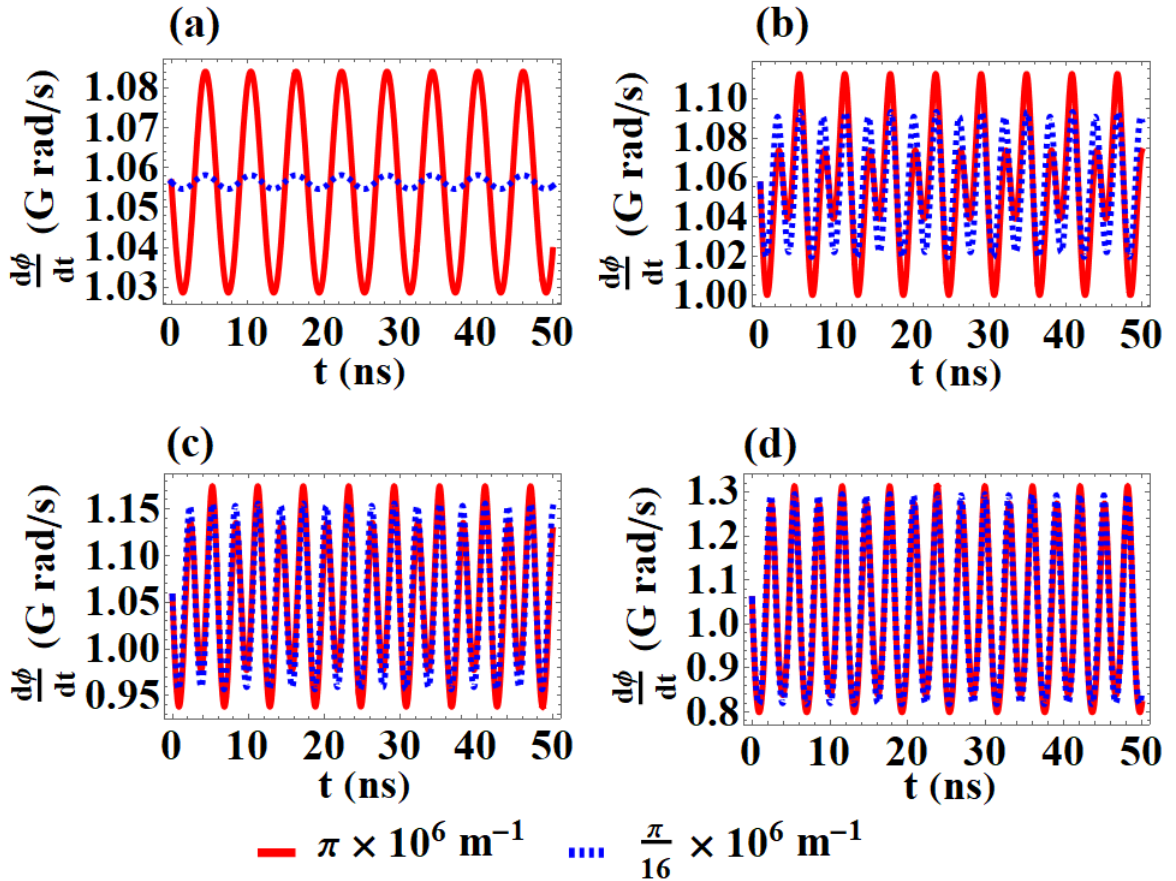 (a)
dϕ/dt (G rad/s)
1.08
1.07
1.06
1.05
1.04
1.03
0 10 20 30 40 50
t (ns)
(b)
dϕ/dt (G rad/s)
1.10
1.08
1.06
1.04
1.02
1.00
0 10 20 30 40 50
t (ns)
(c)
dϕ/dt (G rad/s)
1.15
1.10
1.05
1.00
0.95
0 10 20 30 40 50
t (ns)
(d)
dϕ/dt (G rad/s)
1.3
1.2
1.1
1.0
0.9
0.8
0 10 20 30 40 50
t (ns)
π × 10⁶ m⁻¹ π/16 × 10⁶ m⁻¹